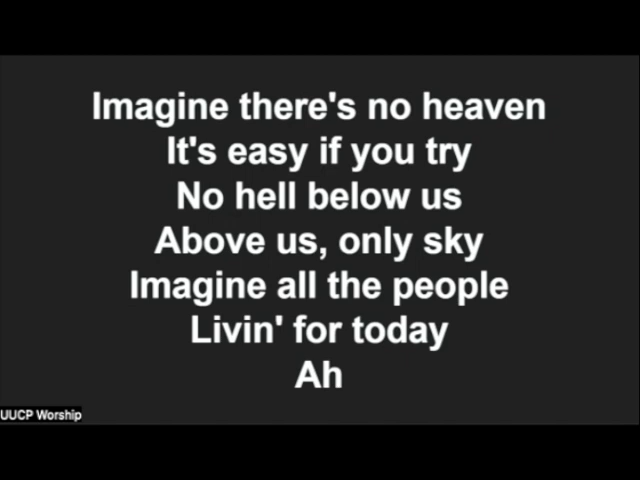 Imagine there's no heaven
It's easy if you try
No hell below us
Above us, only sky
Imagine all the people
Livin' for today
Ah
UUCP Worship